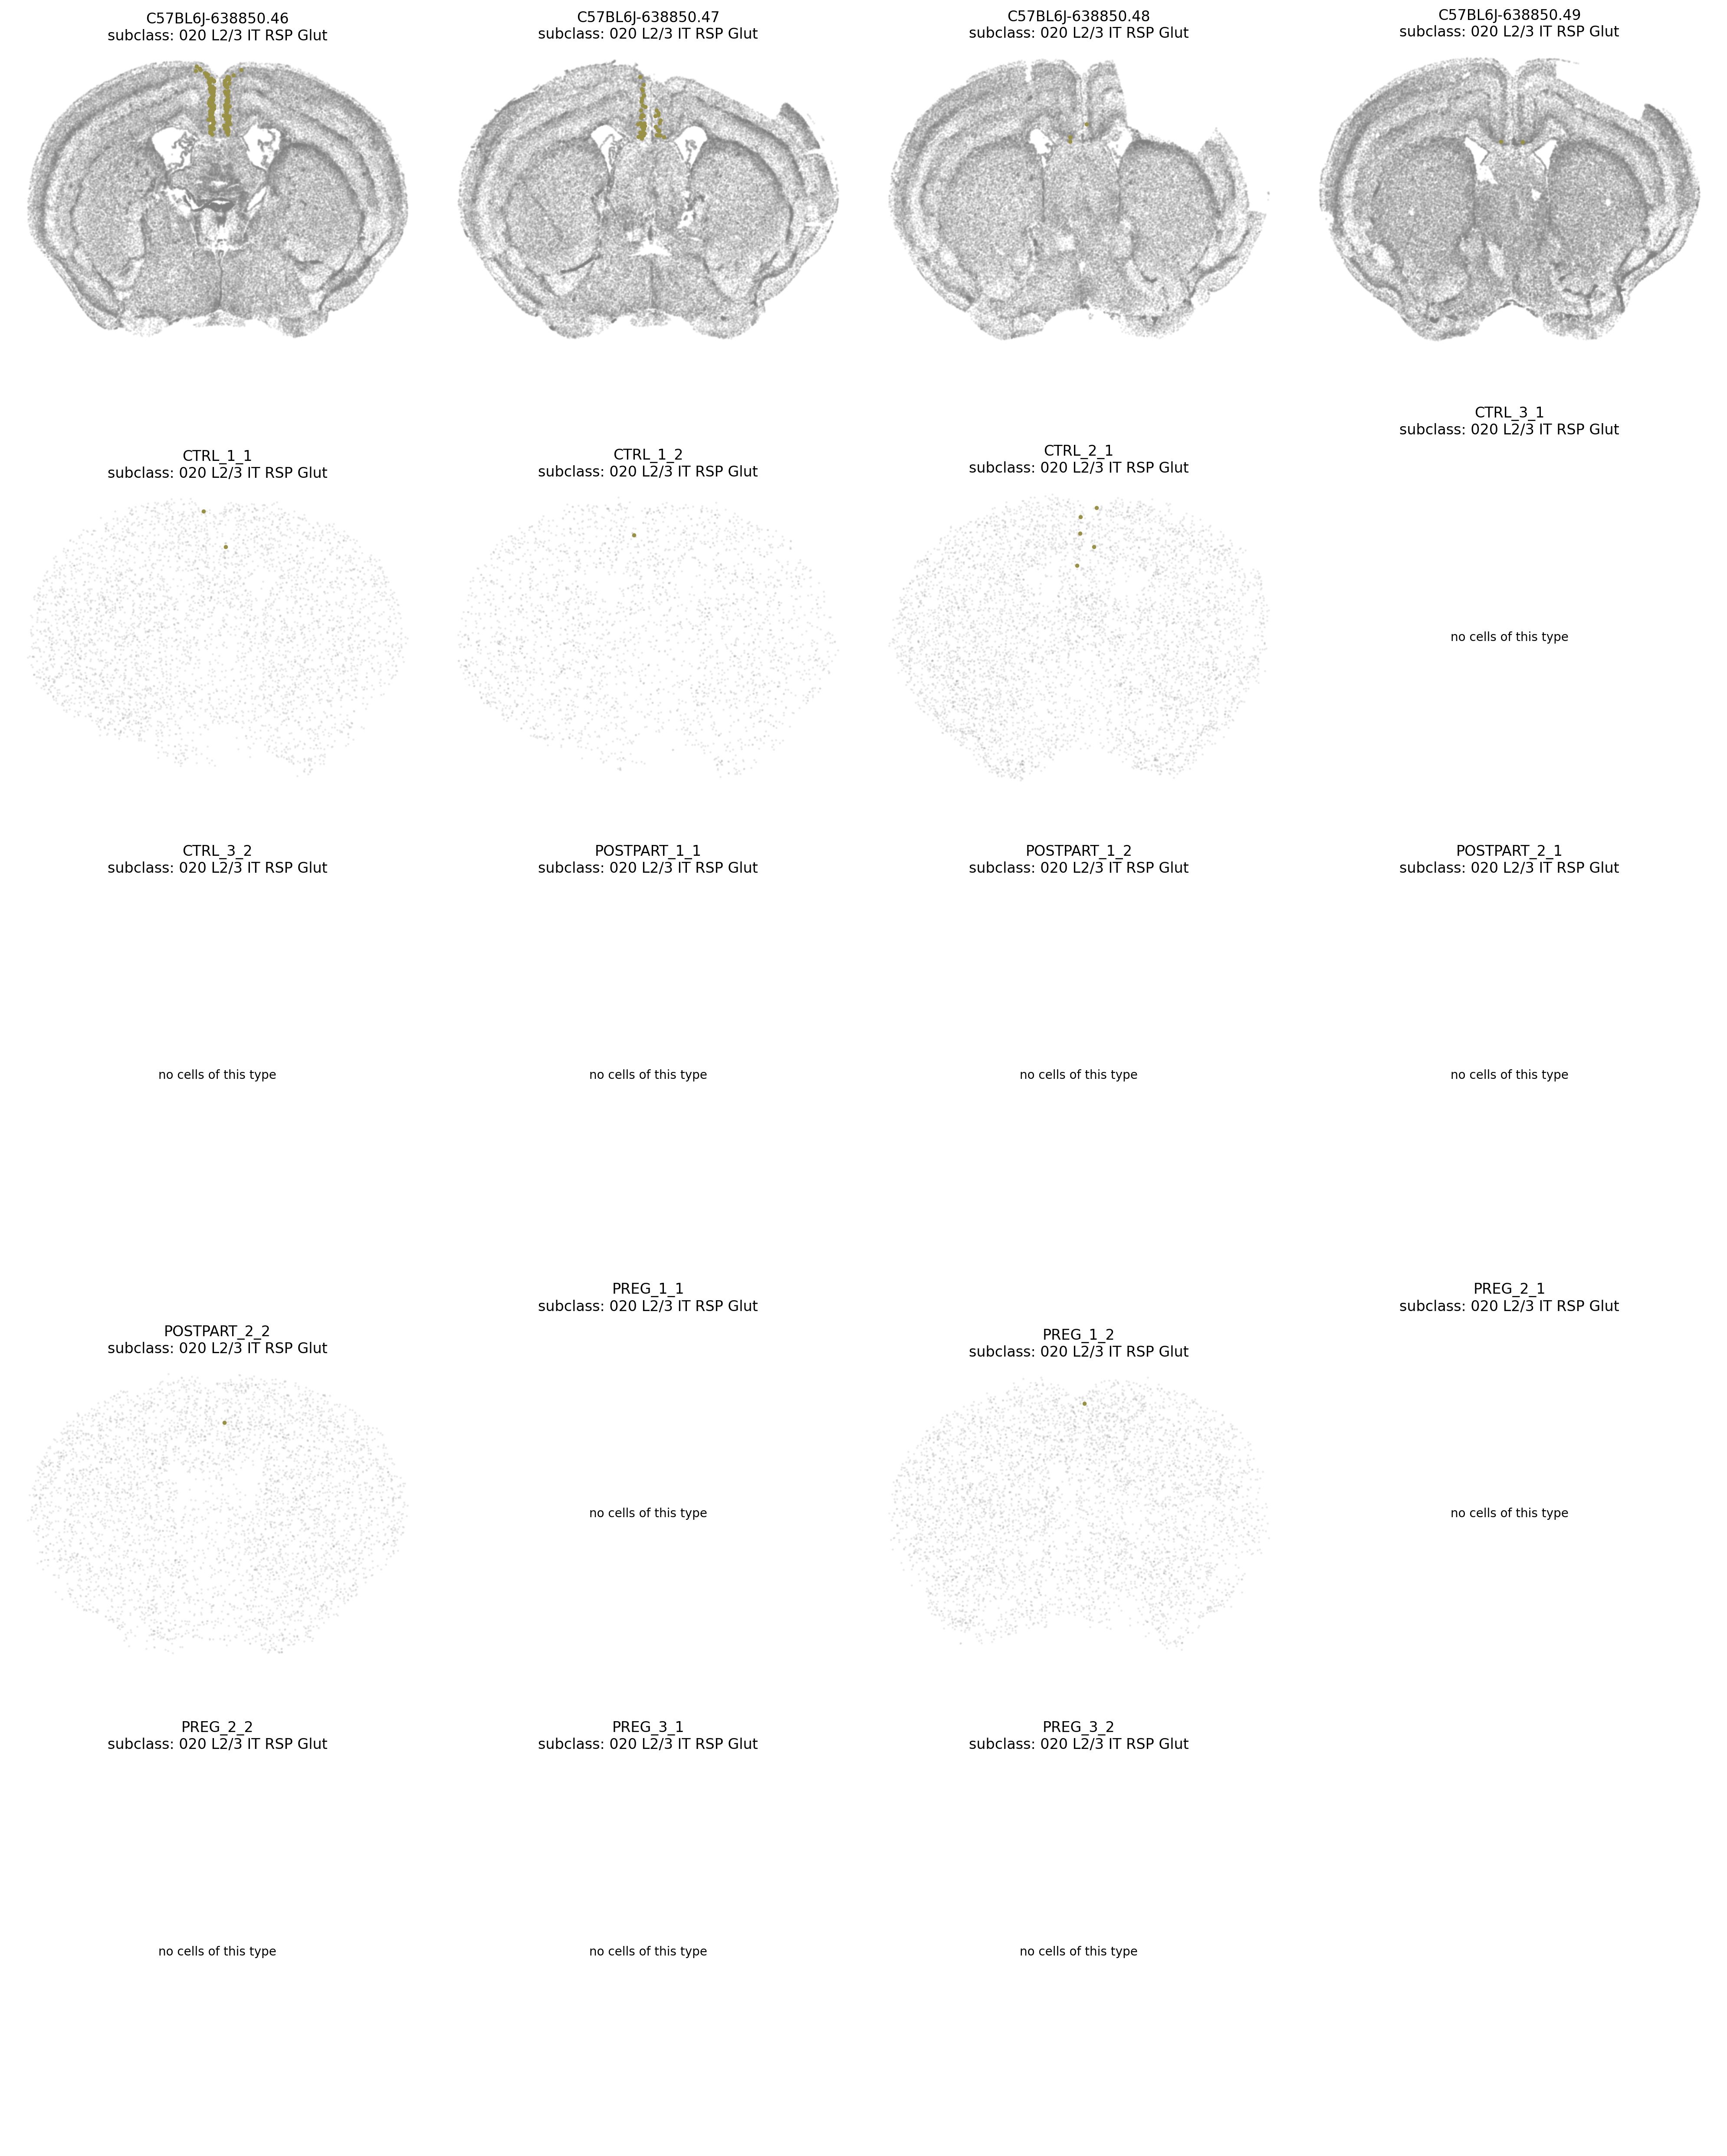 C57BL6J-638850.46
subclass: 020 L2/3 IT RSP Glut
C57BL6J-638850.47
subclass: 020 L2/3 IT RSP Glut
C57BL6J-638850.48
subclass: 020 L2/3 IT RSP Glut
C57BL6J-638850.49
subclass: 020 L2/3 IT RSP Glut
CTRL_1_1
subclass: 020 L2/3 IT RSP Glut
CTRL_1_2
subclass: 020 L2/3 IT RSP Glut
CTRL_2_1
subclass: 020 L2/3 IT RSP Glut
CTRL_3_1
subclass: 020 L2/3 IT RSP Glut
no cells of this type
CTRL_3_2
subclass: 020 L2/3 IT RSP Glut
no cells of this type
POSTPART_1_1
subclass: 020 L2/3 IT RSP Glut
no cells of this type
POSTPART_1_2
subclass: 020 L2/3 IT RSP Glut
no cells of this type
POSTPART_2_1
subclass: 020 L2/3 IT RSP Glut
no cells of this type
POSTPART_2_2
subclass: 020 L2/3 IT RSP Glut
PREG_1_1
subclass: 020 L2/3 IT RSP Glut
no cells of this type
PREG_1_2
subclass: 020 L2/3 IT RSP Glut
PREG_2_1
subclass: 020 L2/3 IT RSP Glut
no cells of this type
PREG_2_2
subclass: 020 L2/3 IT RSP Glut
no cells of this type
PREG_3_1
subclass: 020 L2/3 IT RSP Glut
no cells of this type
PREG_3_2
subclass: 020 L2/3 IT RSP Glut
no cells of this type